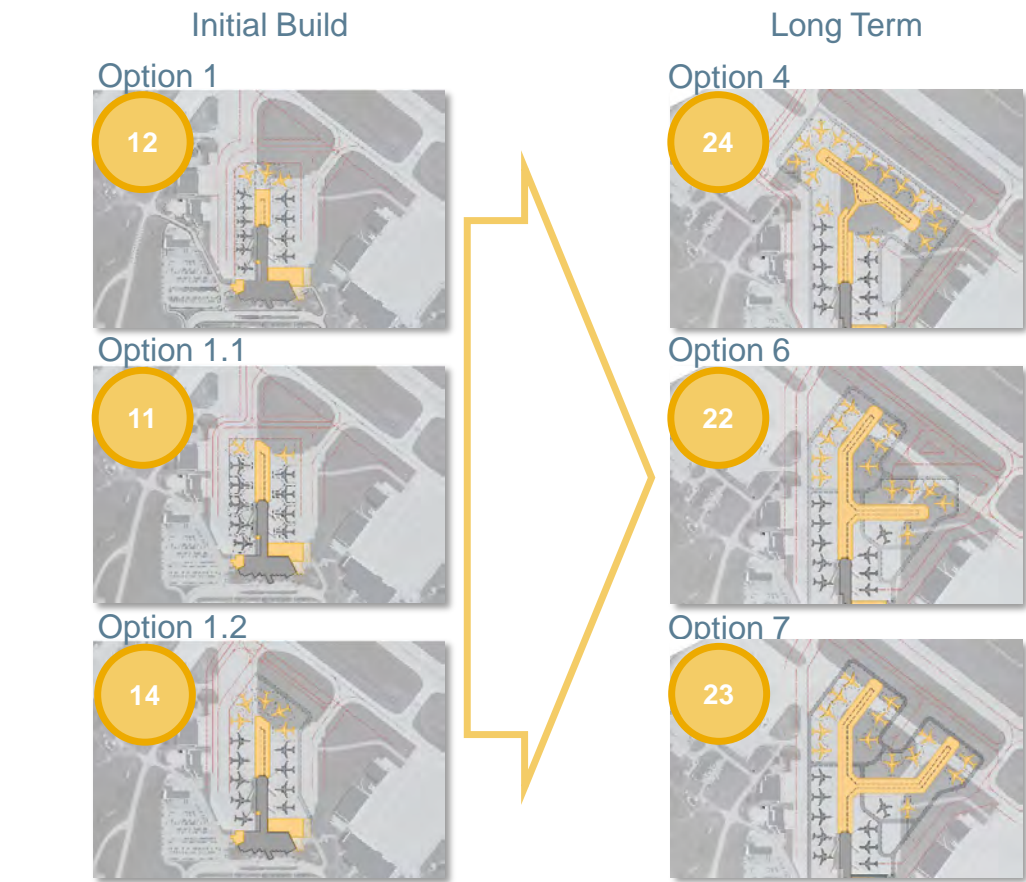 Initial Build
Long Term
Option 1
12
Option 4
24
Option 1.1
11
Option 6
22
Option 1.2
14
Option 7
23